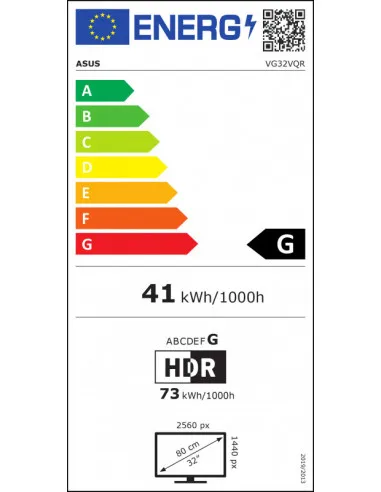 ENERG
ASUS VG32VQR
A
B
C
D
E
F
G G
41 kWh/1000h
ABCDEF G
HDR
73 kWh/1000h
2560 px
1440 px
80 cm
32"
2019/2013